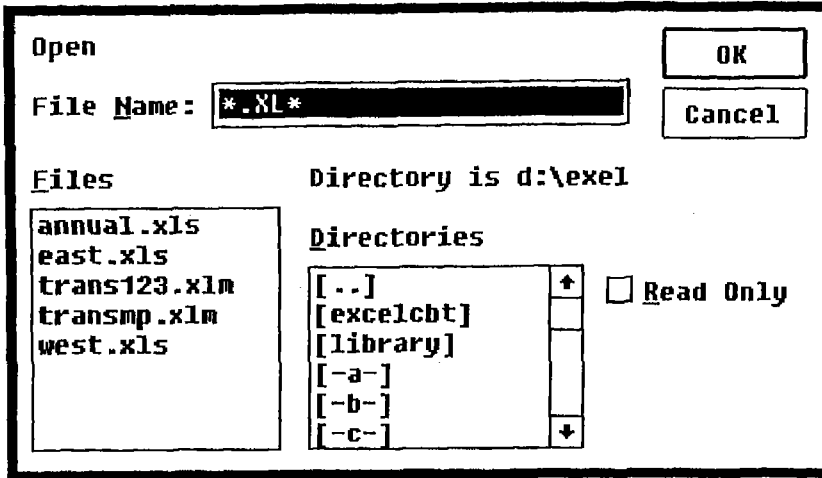 Open
OK
File Name: *.XL*
Cancel
Files
Directory is d:\exel
annual.xls
east.xls
trans123.xlm
transmp.xlm
west.xls
Directories
[..]
[excelcbt]
[library]
[-a-]
[-b-]
[-c-]
Read Only